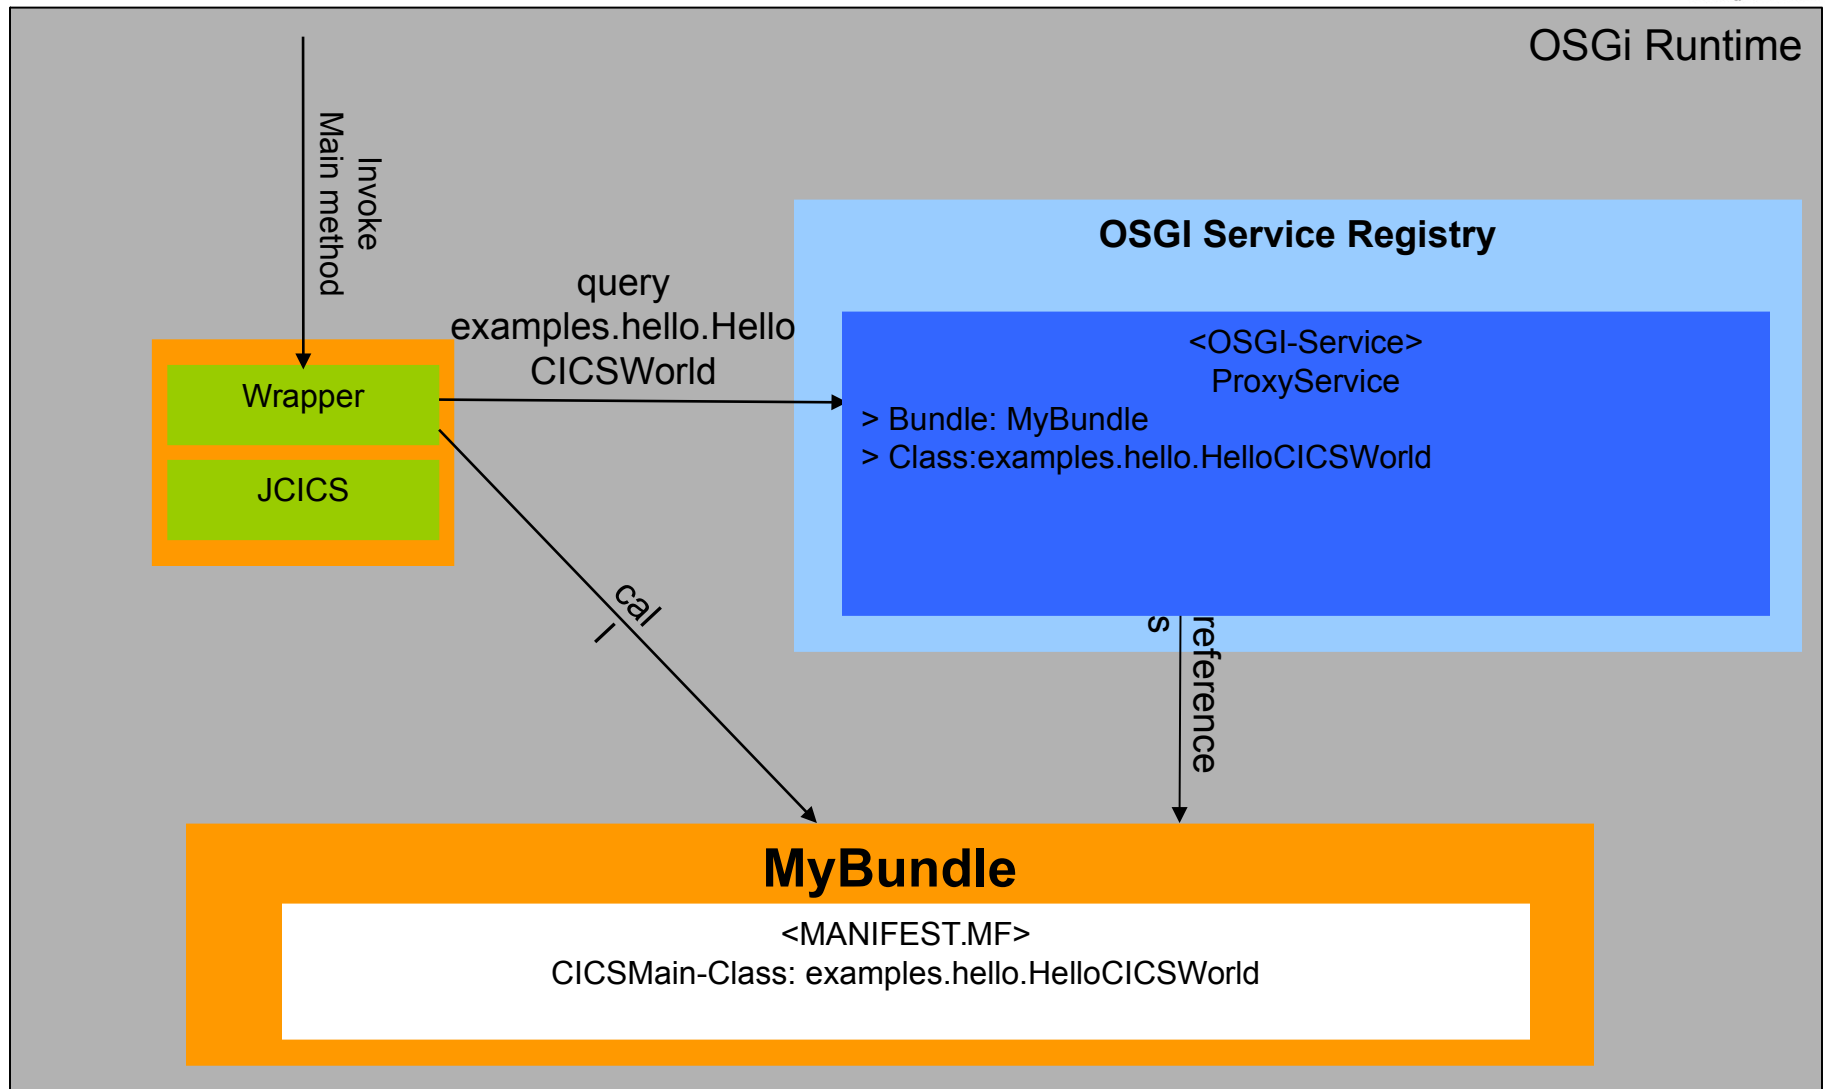 OSGi Runtime
Invoke
Main method
OSGI Service Registry
query
examples.hello.Hello
CICSWorld
<OSGI-Service>
ProxyService
> Bundle: MyBundle
> Class:examples.hello.HelloCICSWorld
Wrapper
JCICS
cal
l
reference
s
MyBundle
<MANIFEST.MF>
CICSMain-Class: examples.hello.HelloCICSWorld